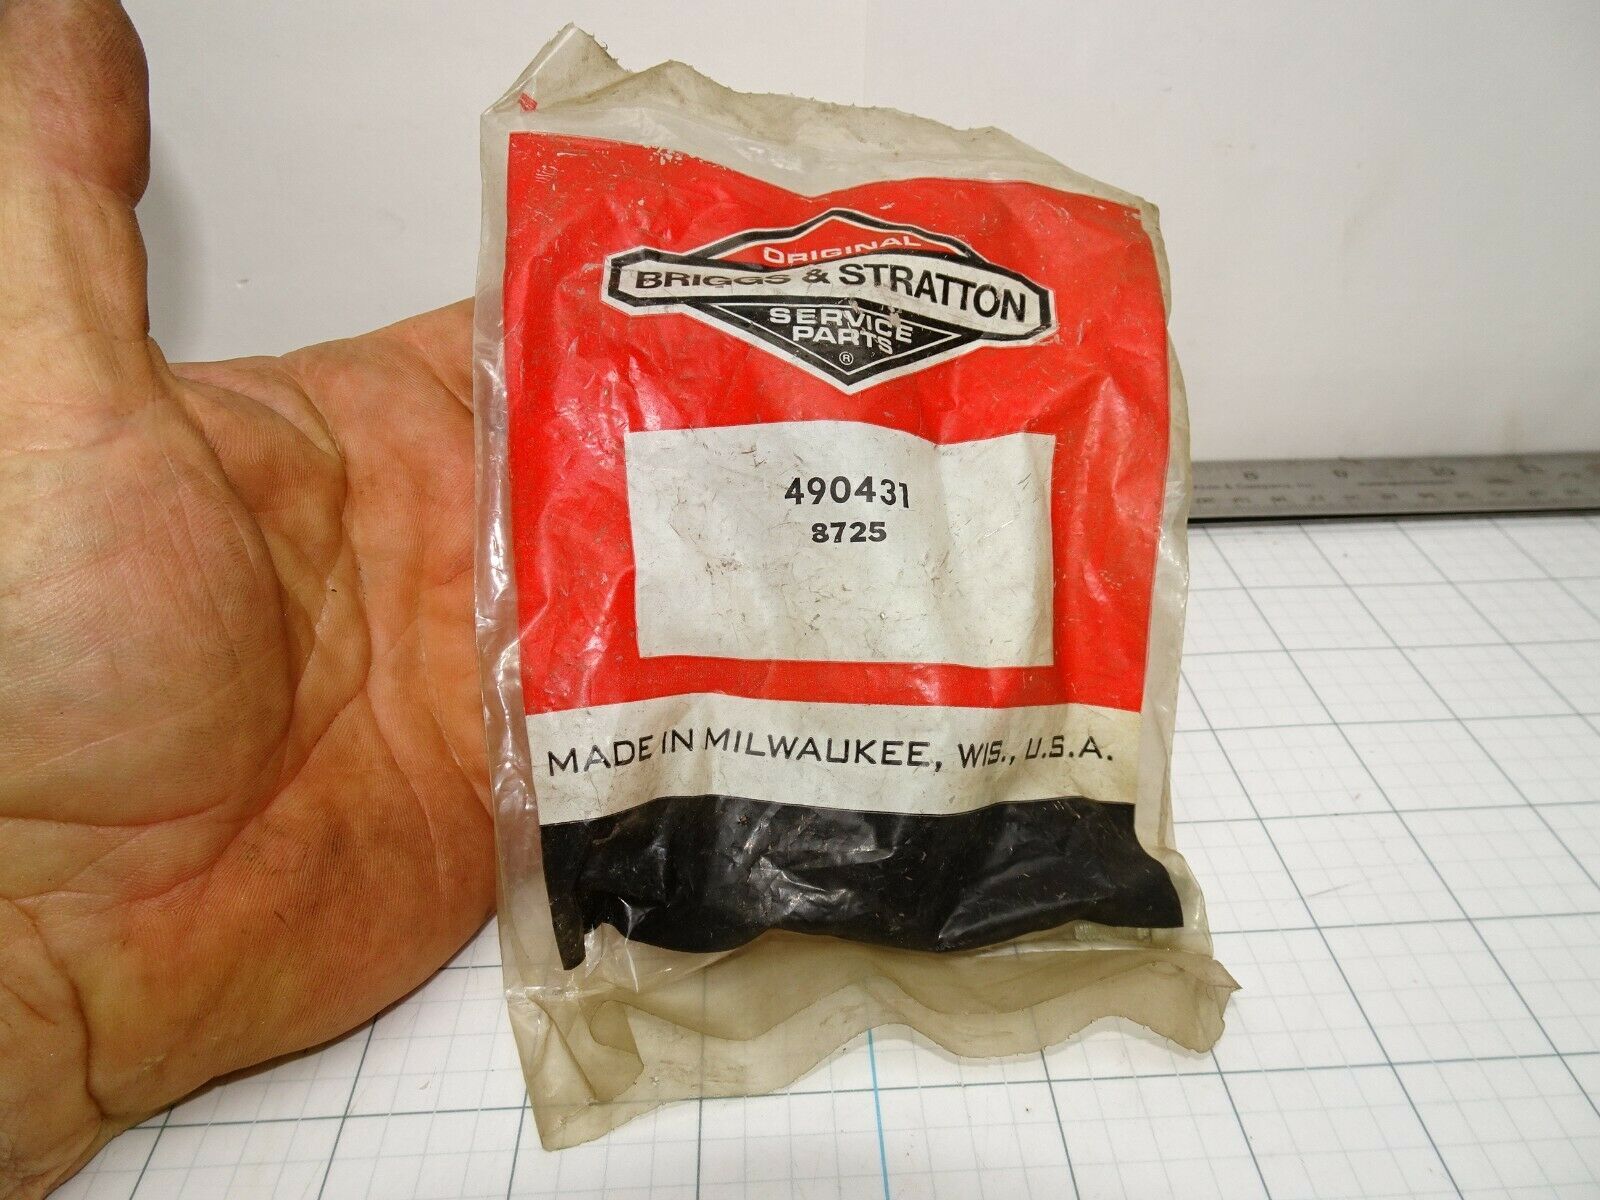 ORIGINAL
BRIGGS & STRATTON
SERVICE
PARTS
®
490431
8725
MADE IN MILWAUKEE, WIS., U.S.A.